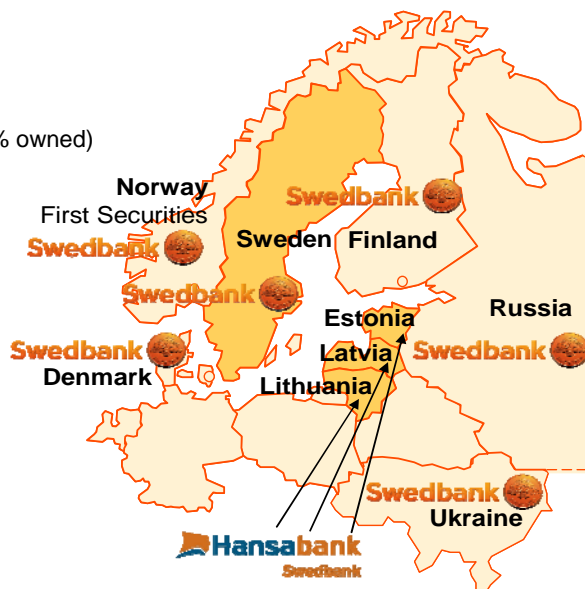 % owned)
Norway
First Securities
Swedbank
Swedbank
Sweden
Finland
Swedbank
Estonia
Russia
Swedbank
Latvia
Swedbank
Denmark
Lithuania
Swedbank
Ukraine
Hansabank
Swedbank